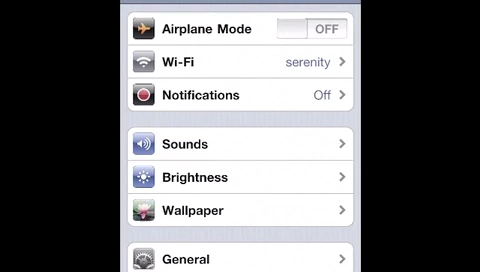 Airplane Mode OFF
Wi-Fi serenity
Notifications Off
Sounds
Brightness
Wallpaper
General